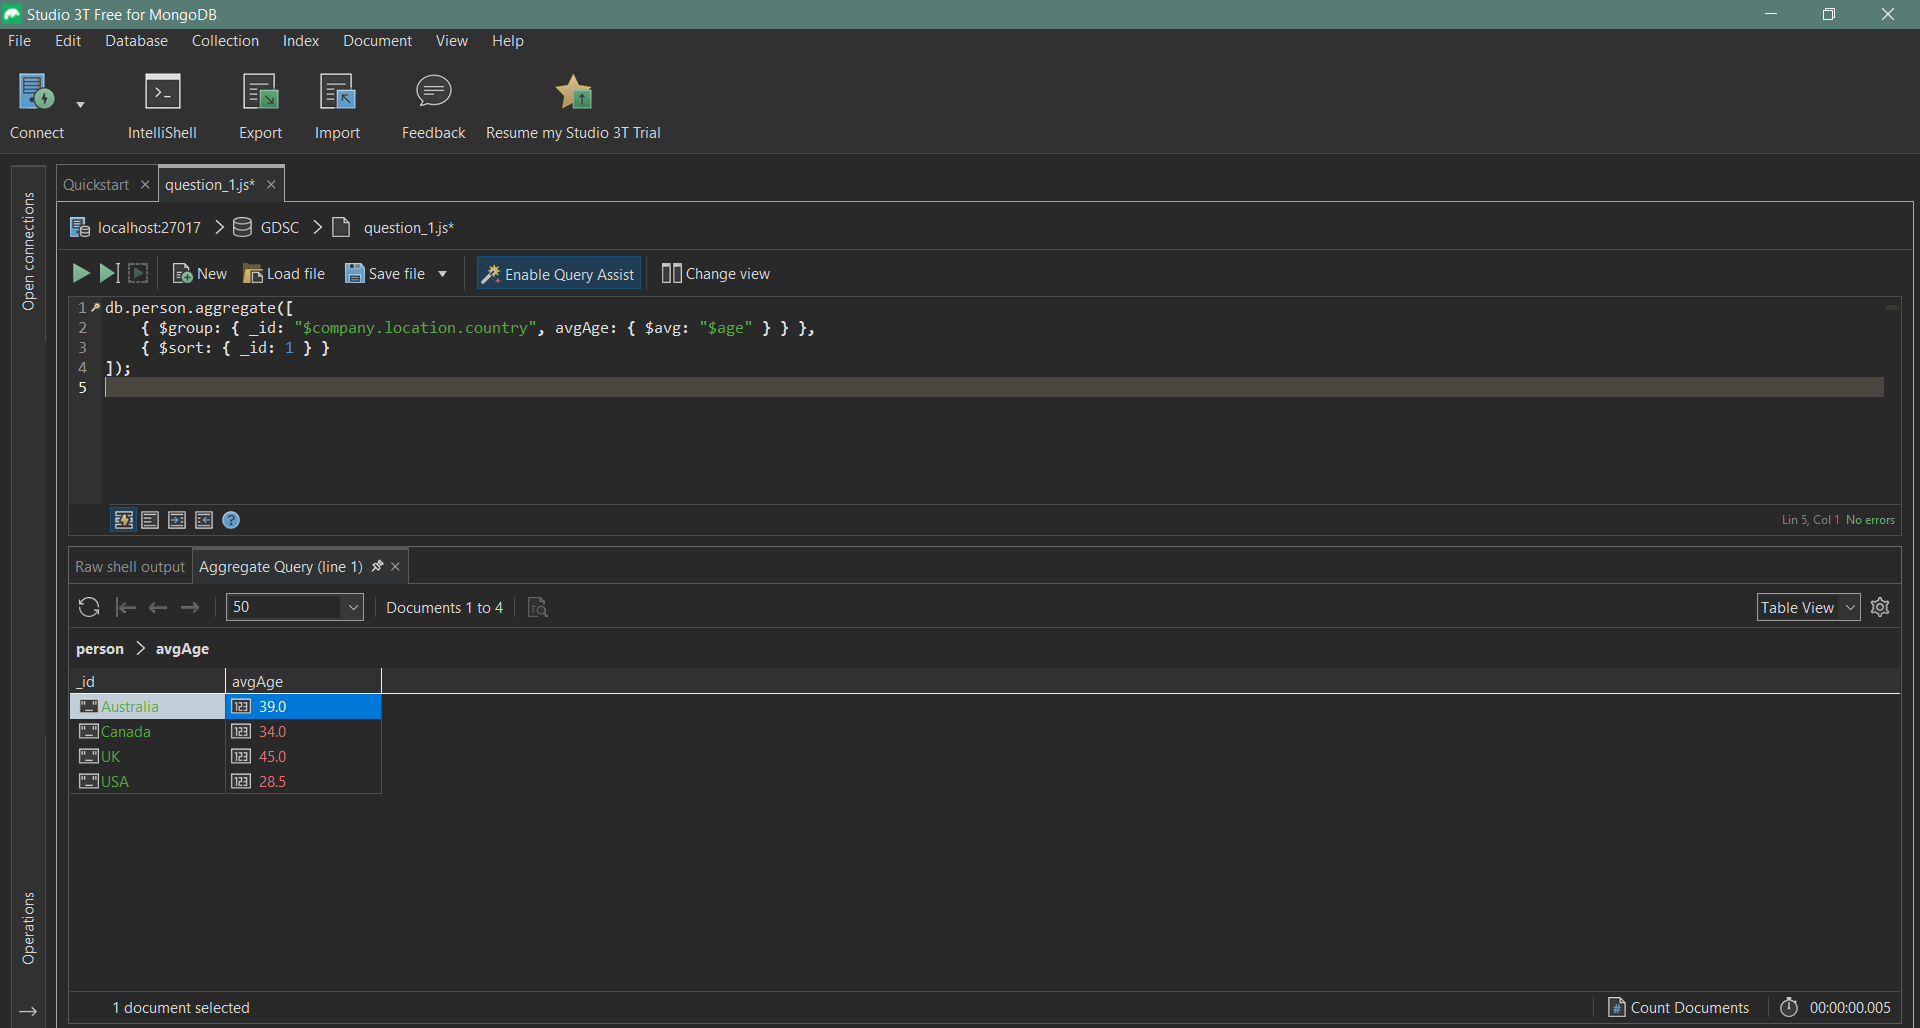 Studio 3T Free for MongoDB
File Edit Database Collection Index Document View Help
Connect IntelliShell Export Import Feedback Resume my Studio 3T Trial
Open connections
Operations
Quickstart question_1.js*
localhost:27017 GDSC question_1.js*
New Load file Save file Enable Query Assist Change view
1 db.person.aggregate([
2 { $group: { _id: "$company.location.country", avgAge: { $avg: "$age" } } },
3 { $sort: { _id: 1 } }
4 ]);
5
Lin 5, Col 1 No errors
Raw shell output Aggregate Query (line 1)
50 Documents 1 to 4 Table View
person > avgAge
_id avgAge
Australia 39.0
Canada 34.0
UK 45.0
USA 28.5
1 document selected Count Documents 00:00:00.005